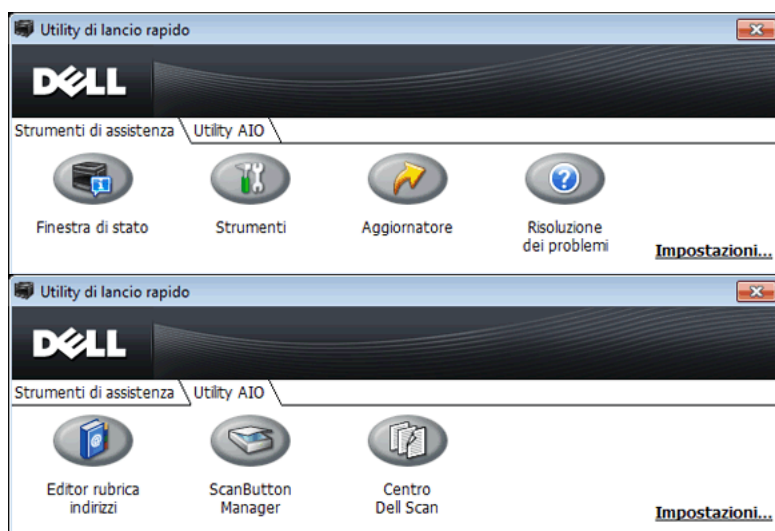 Utility di lancio rapido
DELL
Strumenti di assistenza Utility AIO
Finestra di stato Strumenti Aggiornatore Risoluzione
dei problemi
Impostazioni...
Utility di lancio rapido
DELL
Strumenti di assistenza Utility AIO
Editor rubrica ScanButton Centro
indirizzi Manager Dell Scan
Impostazioni...